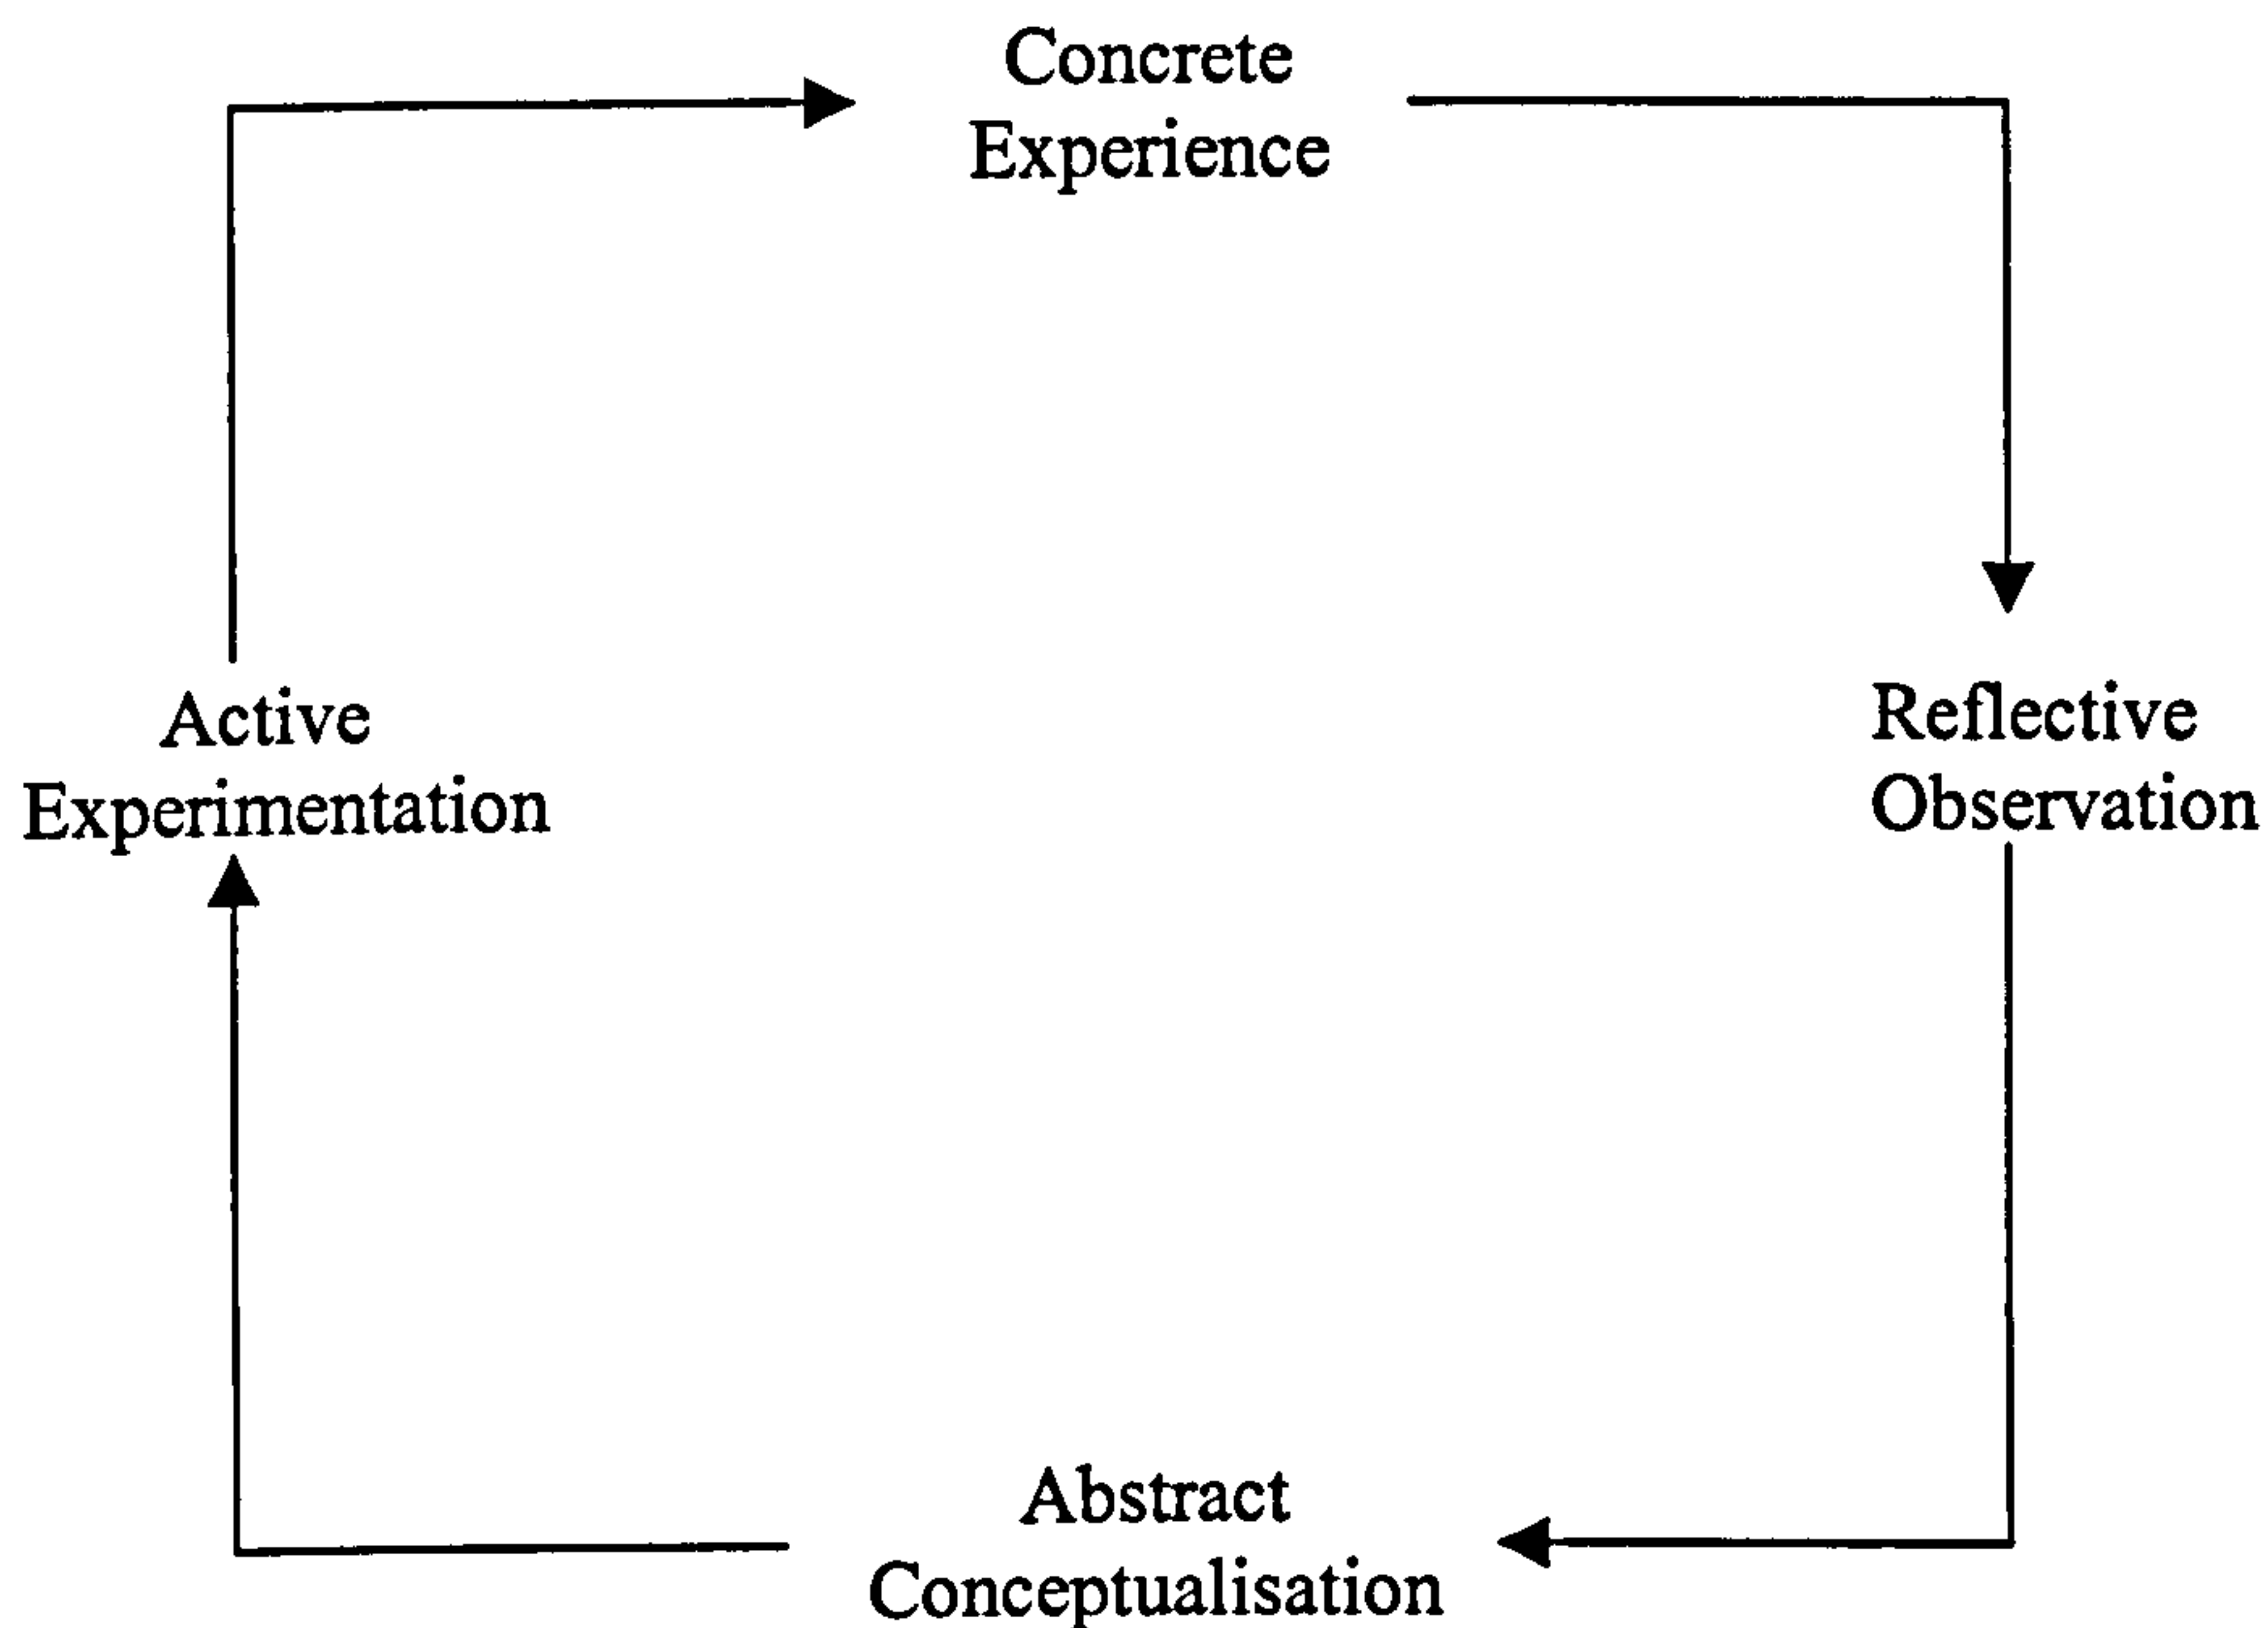 Concrete
Experience
Active
Experimentation
Reflective
Observation
Abstract
Conceptualisation